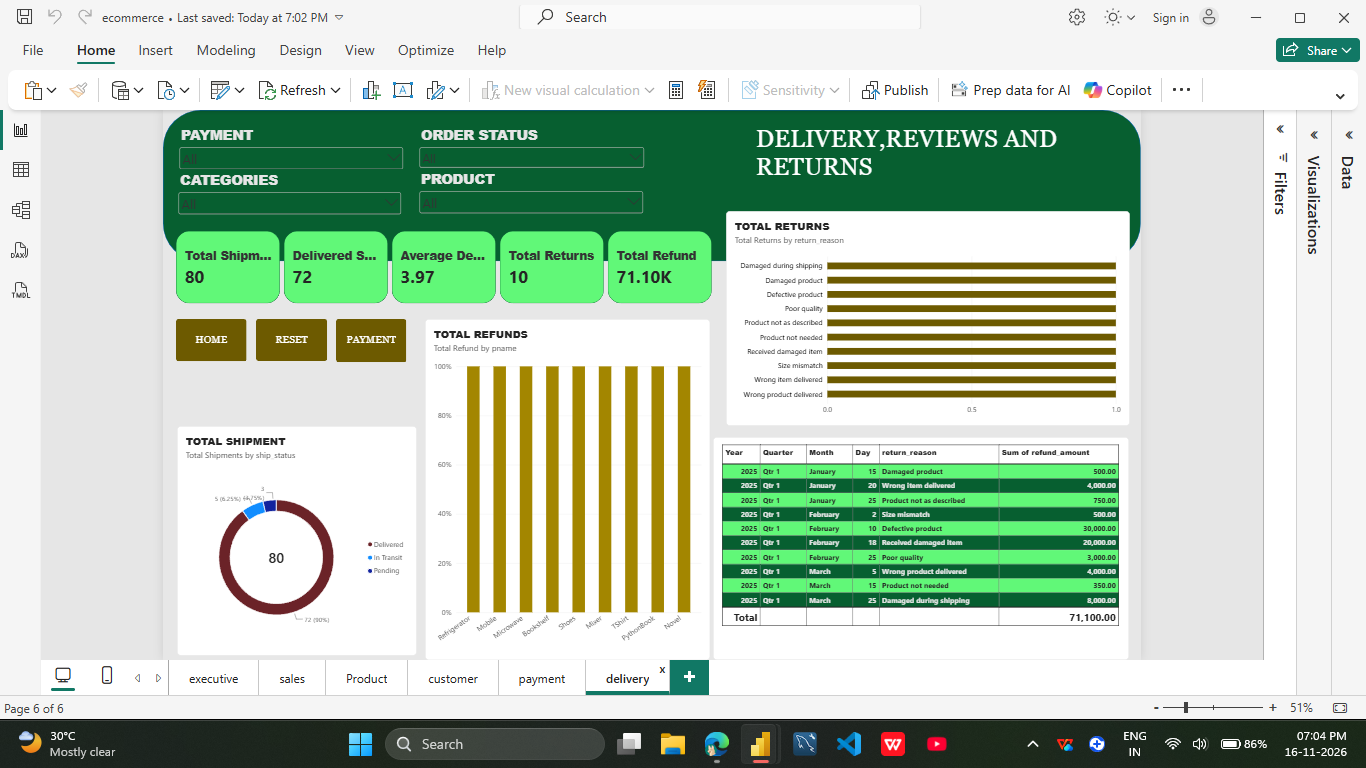 ecommerce • Last saved: Today at 7:02 PM
Search
Sign in
File Home Insert Modeling Design View Optimize Help
Share
Refresh
New visual calculation
Sensitivity
Publish
Prep data for AI
Copilot
DAX
TMDL
PAYMENT
All
ORDER STATUS
All
CATEGORIES
All
PRODUCT
All
DELIVERY,REVIEWS AND
RETURNS
Total Shipm...
80
Delivered S...
72
Average De...
3.97
Total Returns
10
Total Refund
71.10K
HOME
RESET
PAYMENT
TOTAL RETURNS
Total Returns by return_reason
Damaged during shipping
Damaged product
Defective product
Poor quality
Product not as described
Product not needed
Received damaged item
Size mismatch
Wrong item delivered
Wrong product delivered
0.0 0.5 1.0
TOTAL REFUNDS
Total Refund by pname
100%
80%
60%
40%
20%
0%
Refrigerator Mobile Microwave Bookshelf Shoes Mixer TShirt PythonBook Novel
TOTAL SHIPMENT
Total Shipments by ship_status
3
5 (6.25%)
80
72 (90%)
Delivered
In Transit
Pending
Year Quarter Month Day return_reason Sum of refund_amount
2025 Qtr 1 January 15 Damaged product 500.00
2025 Qtr 1 January 20 Wrong item delivered 4,000.00
2025 Qtr 1 January 25 Product not as described 750.00
2025 Qtr 1 February 2 Size mismatch 500.00
2025 Qtr 1 February 10 Defective product 30,000.00
2025 Qtr 1 February 18 Received damaged item 20,000.00
2025 Qtr 1 February 25 Poor quality 3,000.00
2025 Qtr 1 March 5 Wrong product delivered 4,000.00
2025 Qtr 1 March 15 Product not needed 350.00
2025 Qtr 1 March 25 Damaged during shipping 8,000.00
Total 71,100.00
Filters
Visualizations
Data
executive sales Product customer payment delivery x +
Page 6 of 6
- + 51%
30°C
Mostly clear
Search
ENG
IN
86%
07:04 PM
16-11-2026